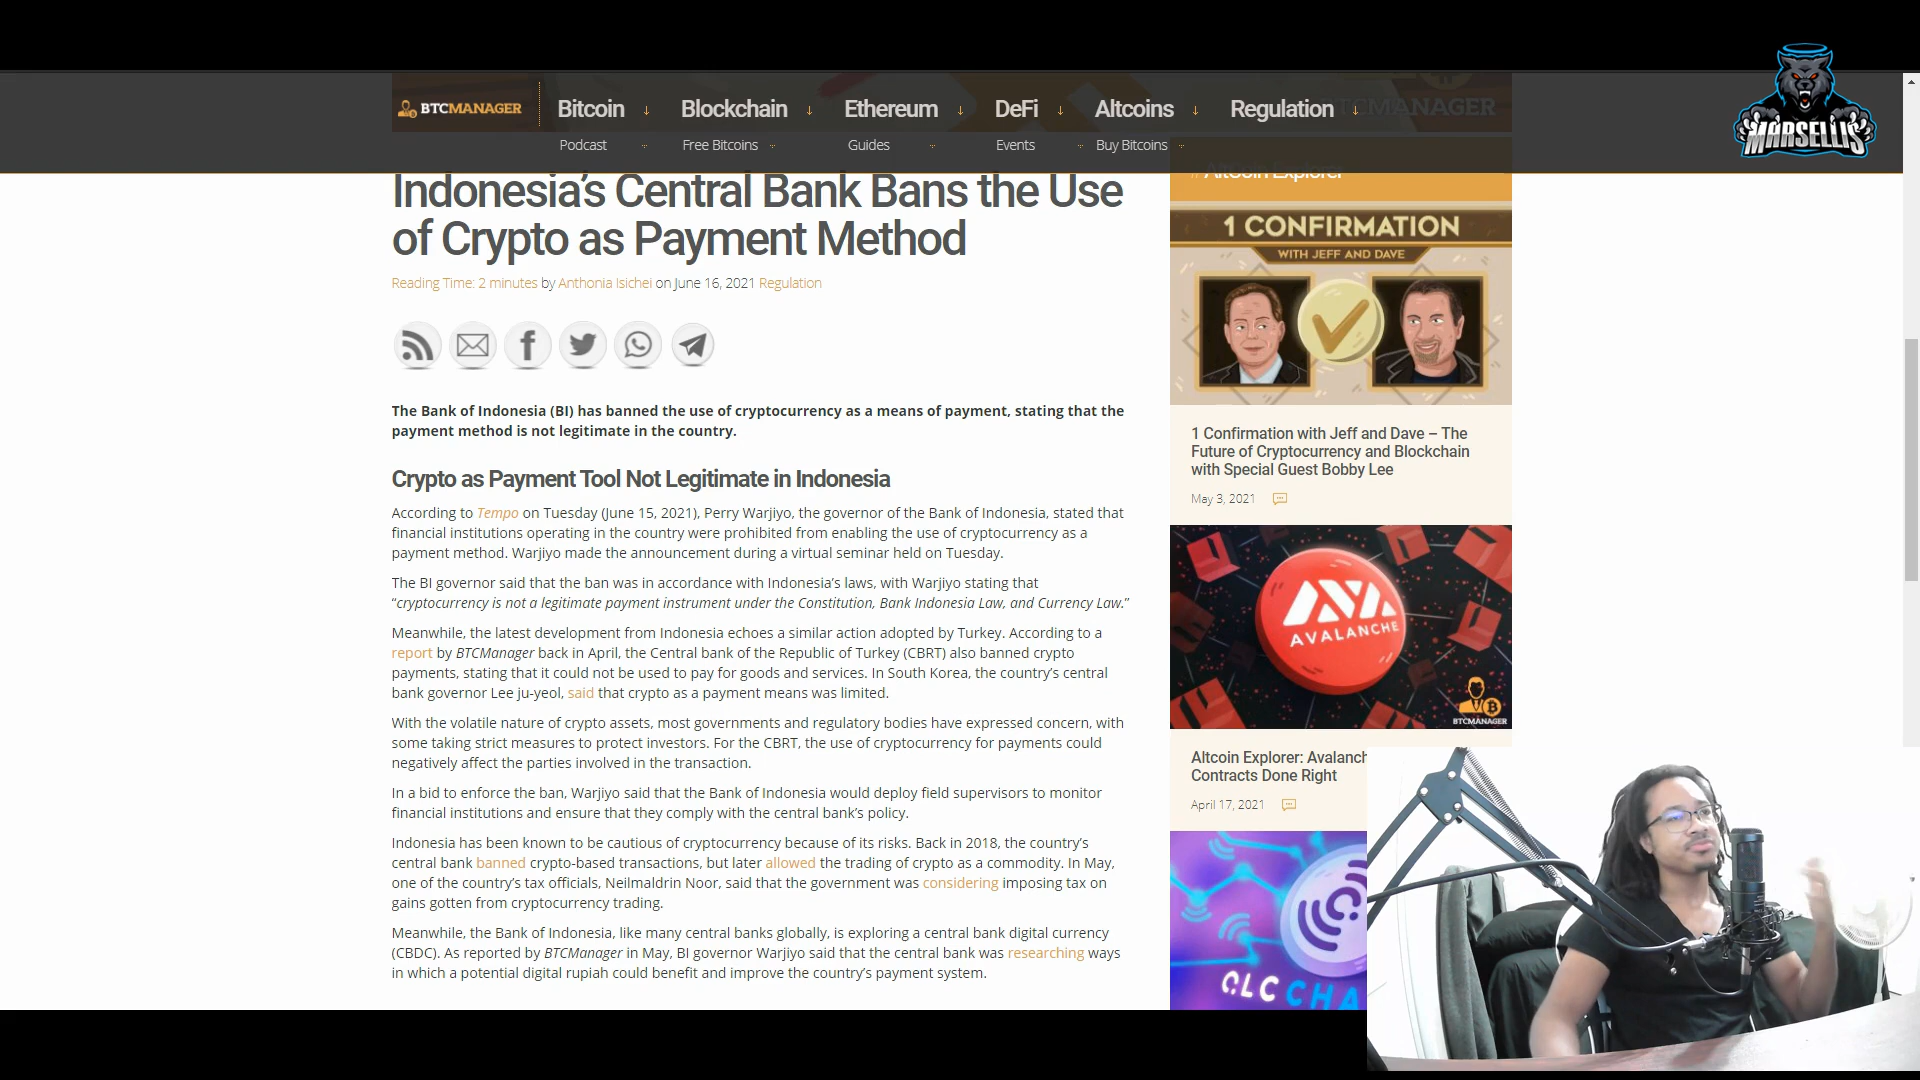 MARSELLIS
BTCMANAGER
Bitcoin
Blockchain
Ethereum
DeFi
Altcoins
Regulation
BTCMANAGER
Podcast
Free Bitcoins
Guides
Events
Buy Bitcoins
// AltCoin Explorer
Indonesia's Central Bank Bans the Use
of Crypto as Payment Method
Reading Time: 2 minutes by Anthonia Isichei on June 16, 2021 Regulation
The Bank of Indonesia (BI) has banned the use of cryptocurrency as a means of payment, stating that the
payment method is not legitimate in the country.
Crypto as Payment Tool Not Legitimate in Indonesia
According to Tempo on Tuesday (June 15, 2021), Perry Warjiyo, the governor of the Bank of Indonesia, stated that
financial institutions operating in the country were prohibited from enabling the use of cryptocurrency as a
payment method. Warjiyo made the announcement during a virtual seminar held on Tuesday.
The BI governor said that the ban was in accordance with Indonesia's laws, with Warjiyo stating that
“cryptocurrency is not a legitimate payment instrument under the Constitution, Bank Indonesia Law, and Currency Law.”
Meanwhile, the latest development from Indonesia echoes a similar action adopted by Turkey. According to a
report by BTCManager back in April, the Central bank of the Republic of Turkey (CBRT) also banned crypto
payments, stating that it could not be used to pay for goods and services. In South Korea, the country's central
bank governor Lee ju-yeol, said that crypto as a payment means was limited.
With the volatile nature of crypto assets, most governments and regulatory bodies have expressed concern, with
some taking strict measures to protect investors. For the CBRT, the use of cryptocurrency for payments could
negatively affect the parties involved in the transaction.
In a bid to enforce the ban, Warjiyo said that the Bank of Indonesia would deploy field supervisors to monitor
financial institutions and ensure that they comply with the central bank's policy.
Indonesia has been known to be cautious of cryptocurrency because of its risks. Back in 2018, the country's
central bank banned crypto-based transactions, but later allowed the trading of crypto as a commodity. In May,
one of the country's tax officials, Neilmaldrin Noor, said that the government was considering imposing tax on
gains gotten from cryptocurrency trading.
Meanwhile, the Bank of Indonesia, like many central banks globally, is exploring a central bank digital currency
(CBDC). As reported by BTCManager in May, BI governor Warjiyo said that the central bank was researching ways
in which a potential digital rupiah could benefit and improve the country's payment system.
1 CONFIRMATION
WITH JEFF AND DAVE
1 Confirmation with Jeff and Dave – The
Future of Cryptocurrency and Blockchain
with Special Guest Bobby Lee
May 3, 2021
AVALANCHE
BTCMANAGER
Altcoin Explorer: Avalanch
Contracts Done Right
April 17, 2021
QLC CHA